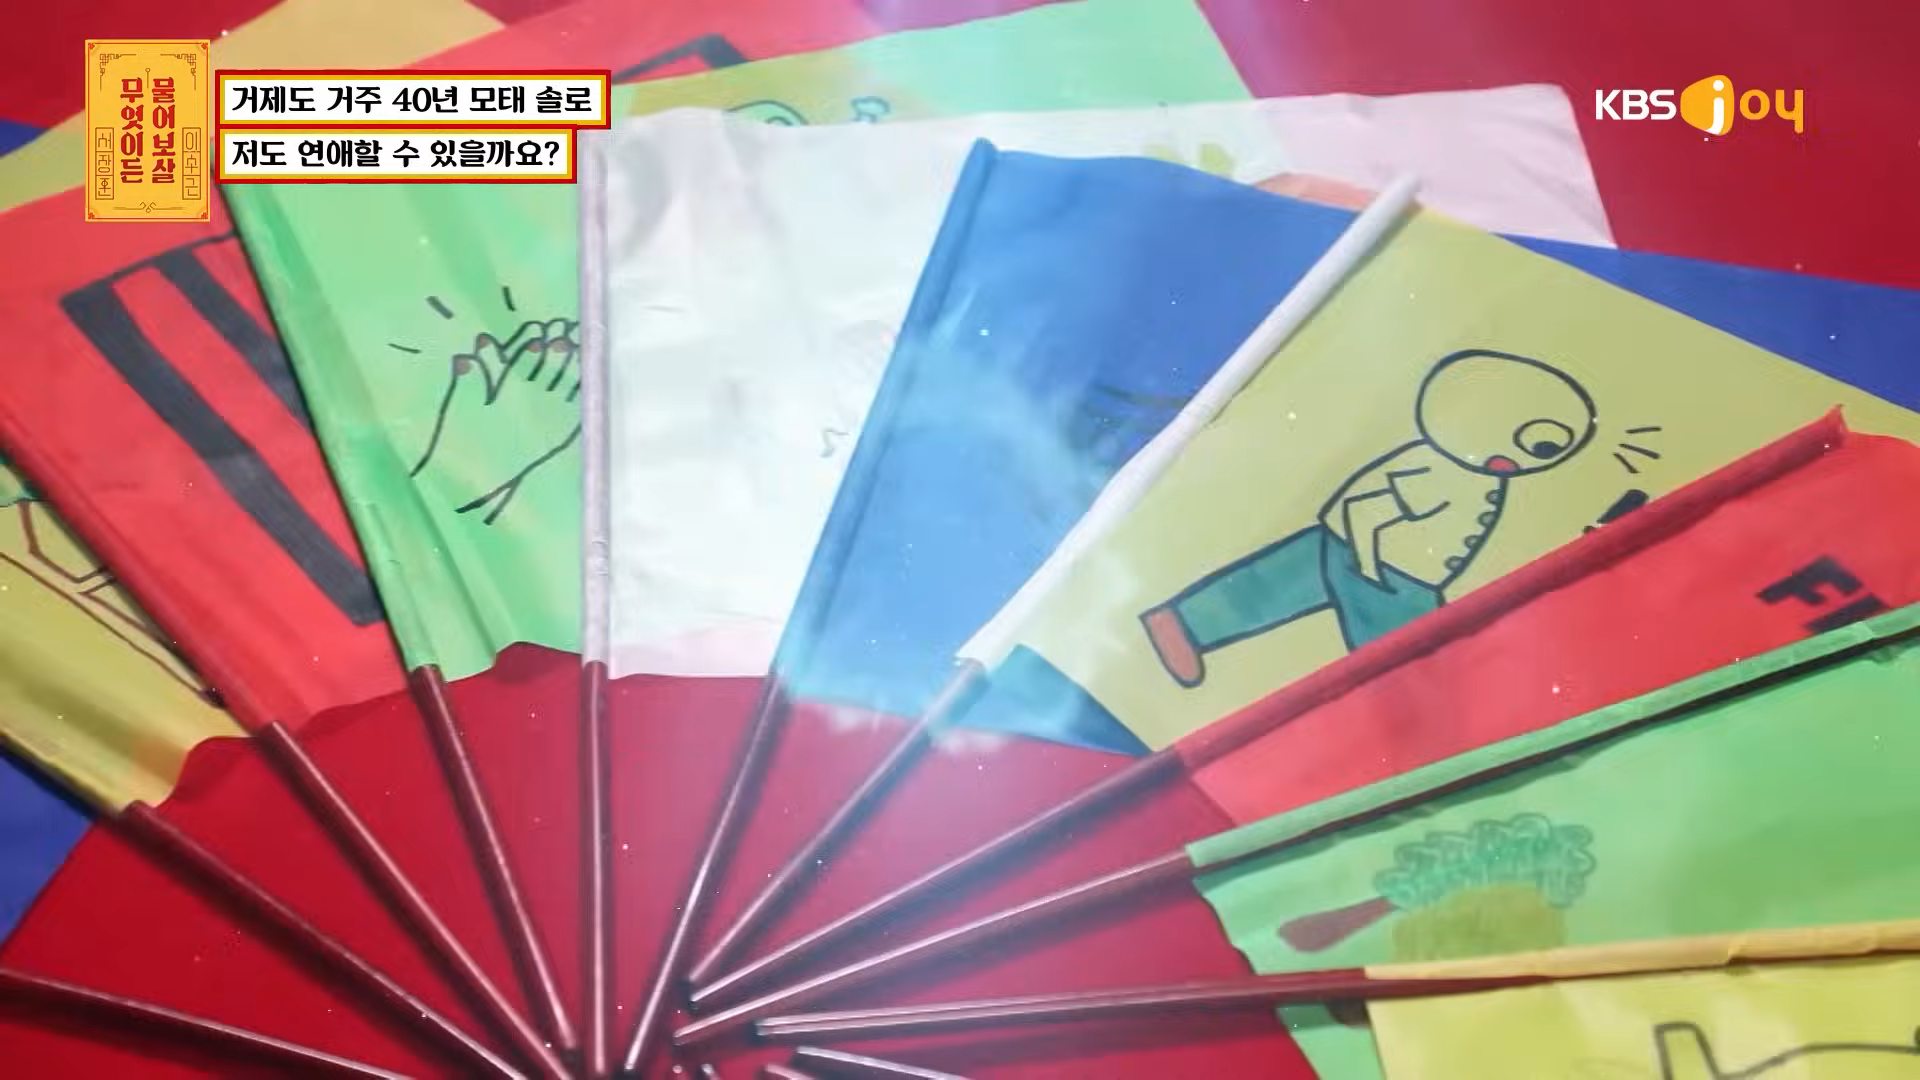 무엇이든
물어보살
서장훈
이수근
거제도 거주 40년 모태 솔로
저도 연애할 수 있을까요?
KBS joy